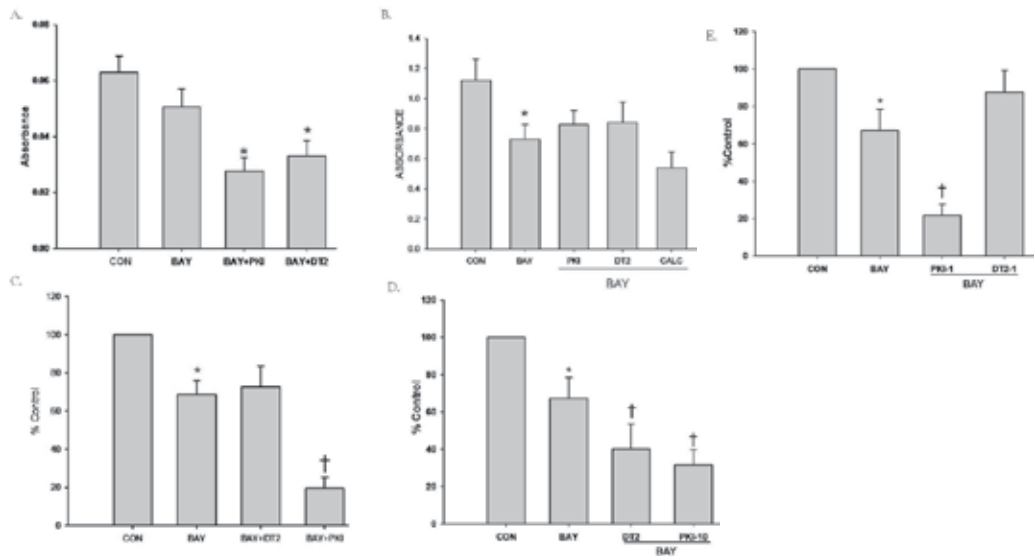 A.
0.08
0.06
0.04
0.02
0.00
Absorbance
*
*
CON
BAY
BAY+PKI
BAY+DT2
B.
1.4
1.2
1.0
0.8
0.6
0.4
0.2
0.0
ABSORBANCE
*
CON
BAY
PKI
DT2
CALC
BAY
E.
100
80
60
40
20
0
%Control
*
†
CON
BAY
PKI-1
DT2-1
BAY
C.
120
100
80
60
40
20
0
% Control
*
†
CON
BAY
BAY+DT2
BAY+PKI
D.
120
100
80
60
40
20
0
% Control
*
†
†
CON
BAY
DT2
PKI-10
BAY